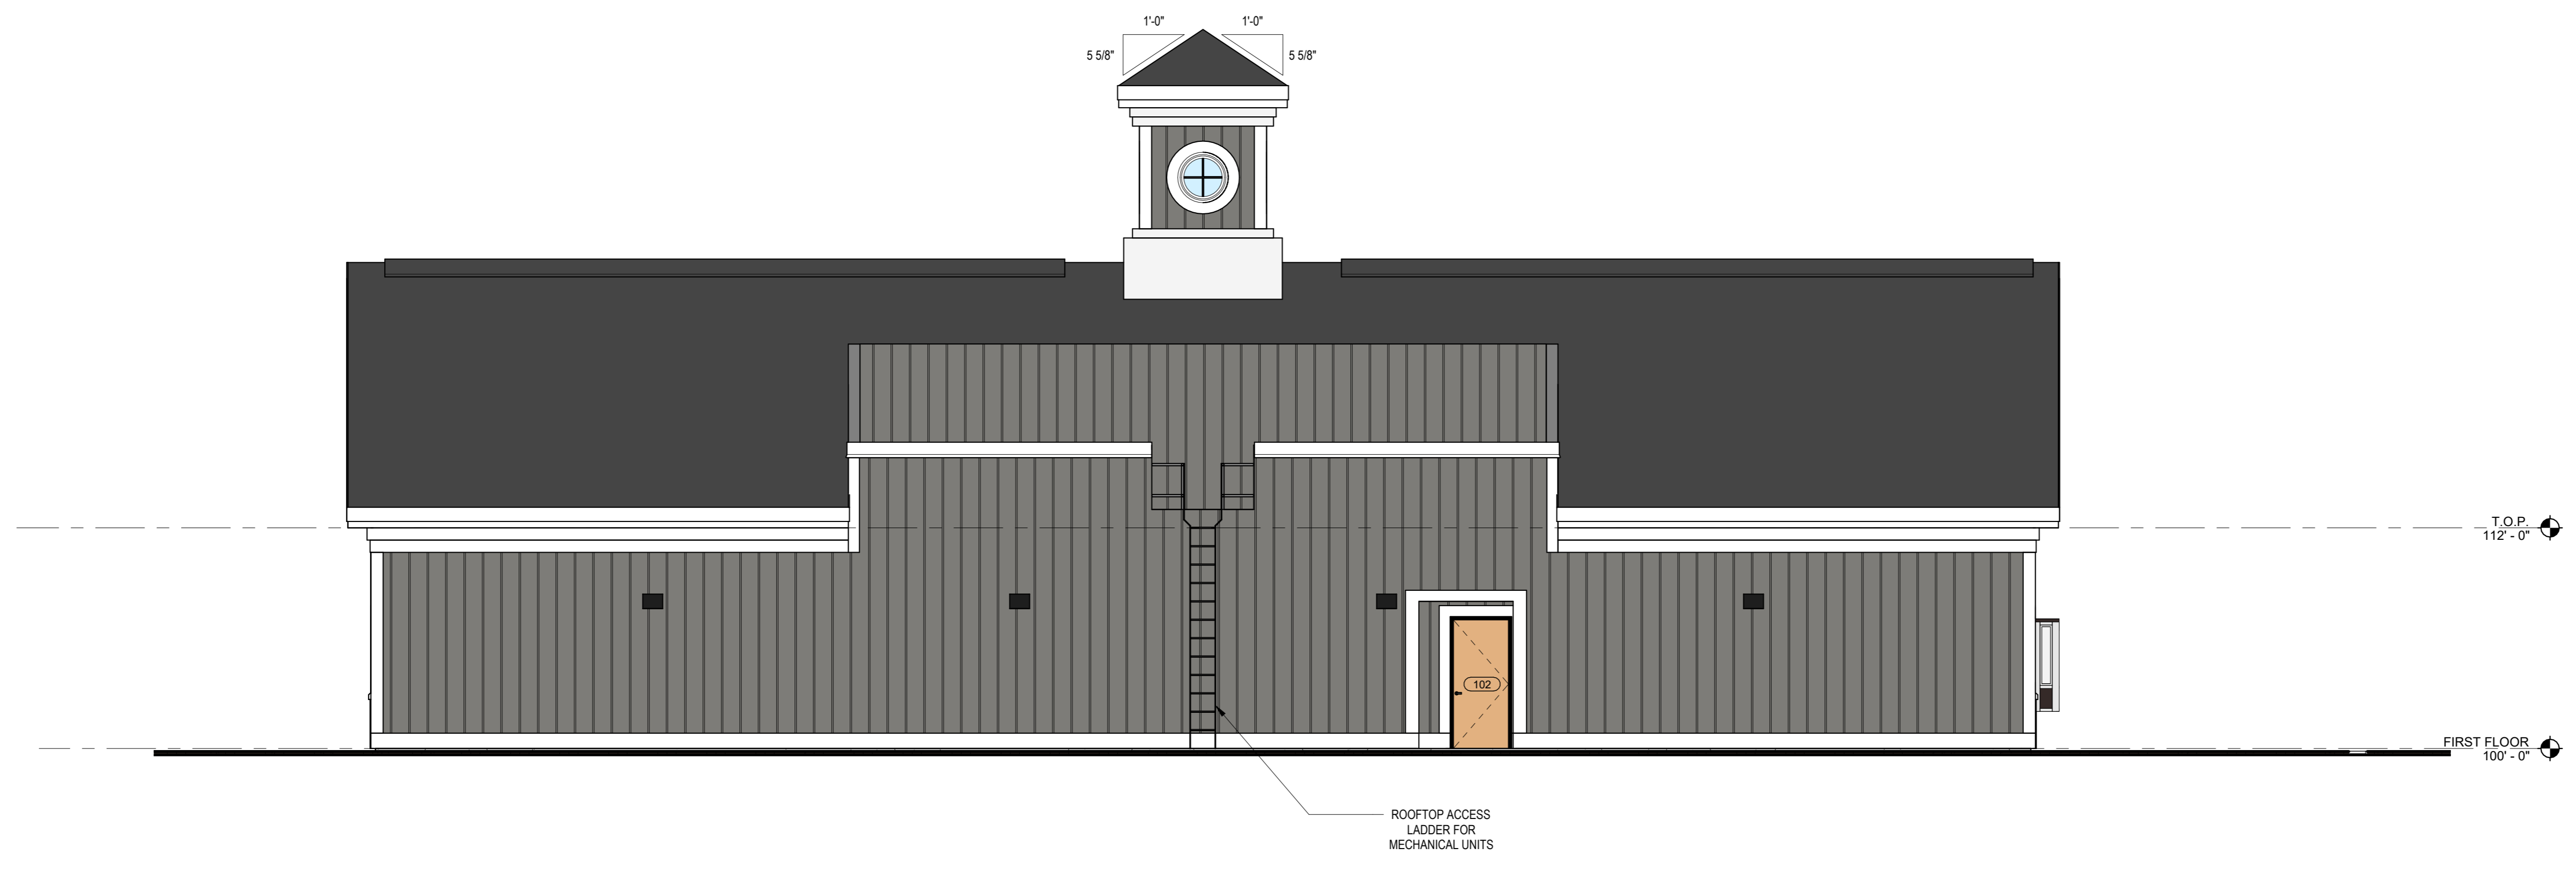 1'-0" 1'-0"
5 5/8" 5 5/8"
T.O.P.
112' - 0"
102
FIRST FLOOR
100' - 0"
ROOFTOP ACCESS
LADDER FOR
MECHANICAL UNITS